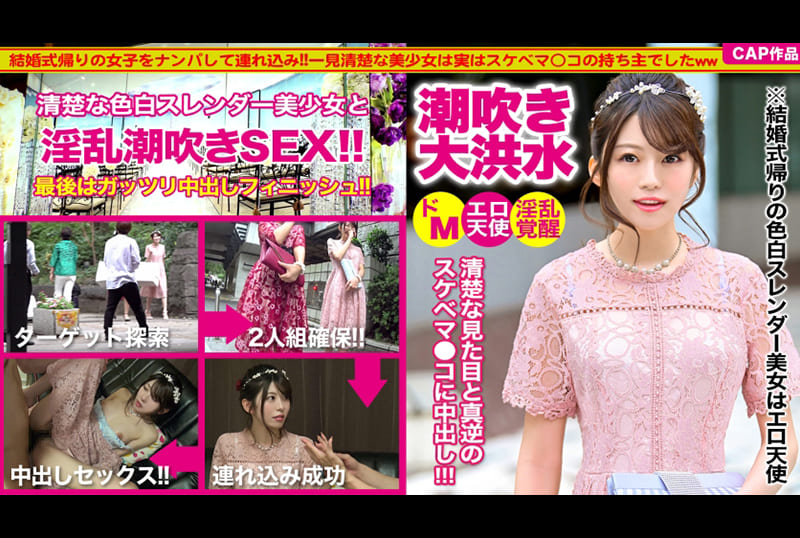 結婚式帰りの女子をナンパして連れ込み!!一見清楚な美少女は実はスケベマ〇コの持ち主でしたww
CAP作品
清楚な色白スレンダー美少女と
淫乱潮吹きSEX!!
最後はガッツリ中出しフィニッシュ!!
ターゲット探索
2人組確保!!
中出しセックス!!
連れ込み成功
潮吹き
大洪水
ド
M
エロ
天使
淫乱
覚醒
清楚な見た目と真逆の
スケベマ●コに中出し!!!
※結婚式帰りの色白スレンダー美女はエロ天使